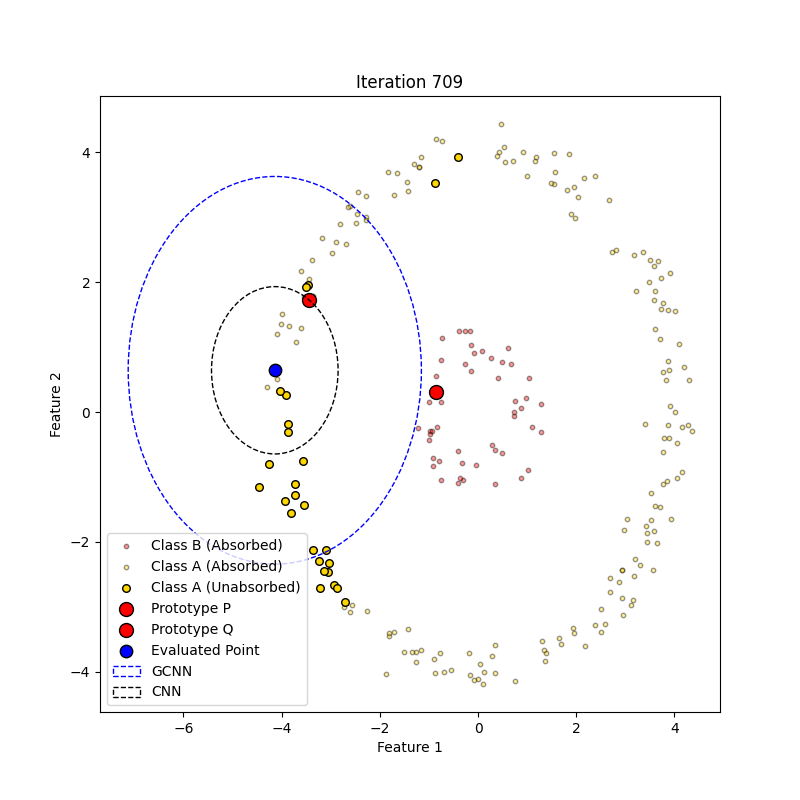 Iteration 709
Feature 2
4
2
0
−2
−4
Class B (Absorbed)
Class A (Absorbed)
Class A (Unabsorbed)
Prototype P
Prototype Q
Evaluated Point
GCNN
CNN
−6
−4
−2
0
2
4
Feature 1